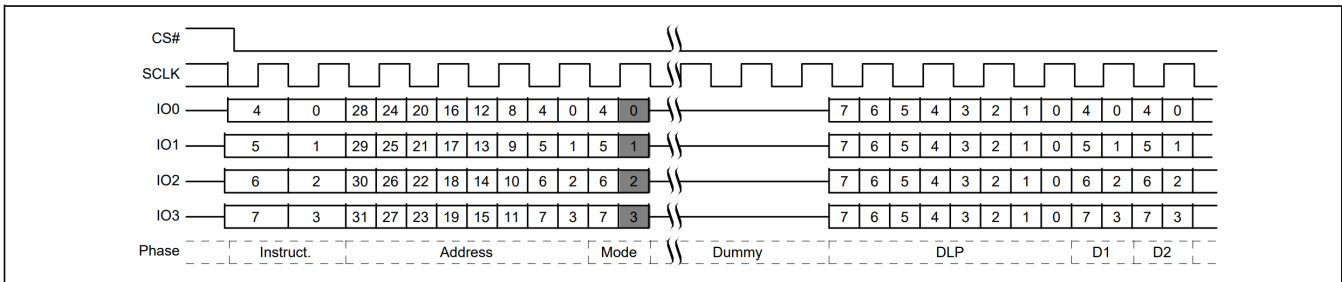 CS#
SCLK
IO0 4 0 28 24 20 16 12 8 4 0 4 0 7 6 5 4 3 2 1 0 4 0 4 0
IO1 5 1 29 25 21 17 13 9 5 1 5 1 7 6 5 4 3 2 1 0 5 1 5 1
IO2 6 2 30 26 22 18 14 10 6 2 6 2 7 6 5 4 3 2 1 0 6 2 6 2
IO3 7 3 31 27 23 19 15 11 7 3 7 3 7 6 5 4 3 2 1 0 7 3 7 3
Phase Instruct. Address Mode Dummy DLP D1 D2